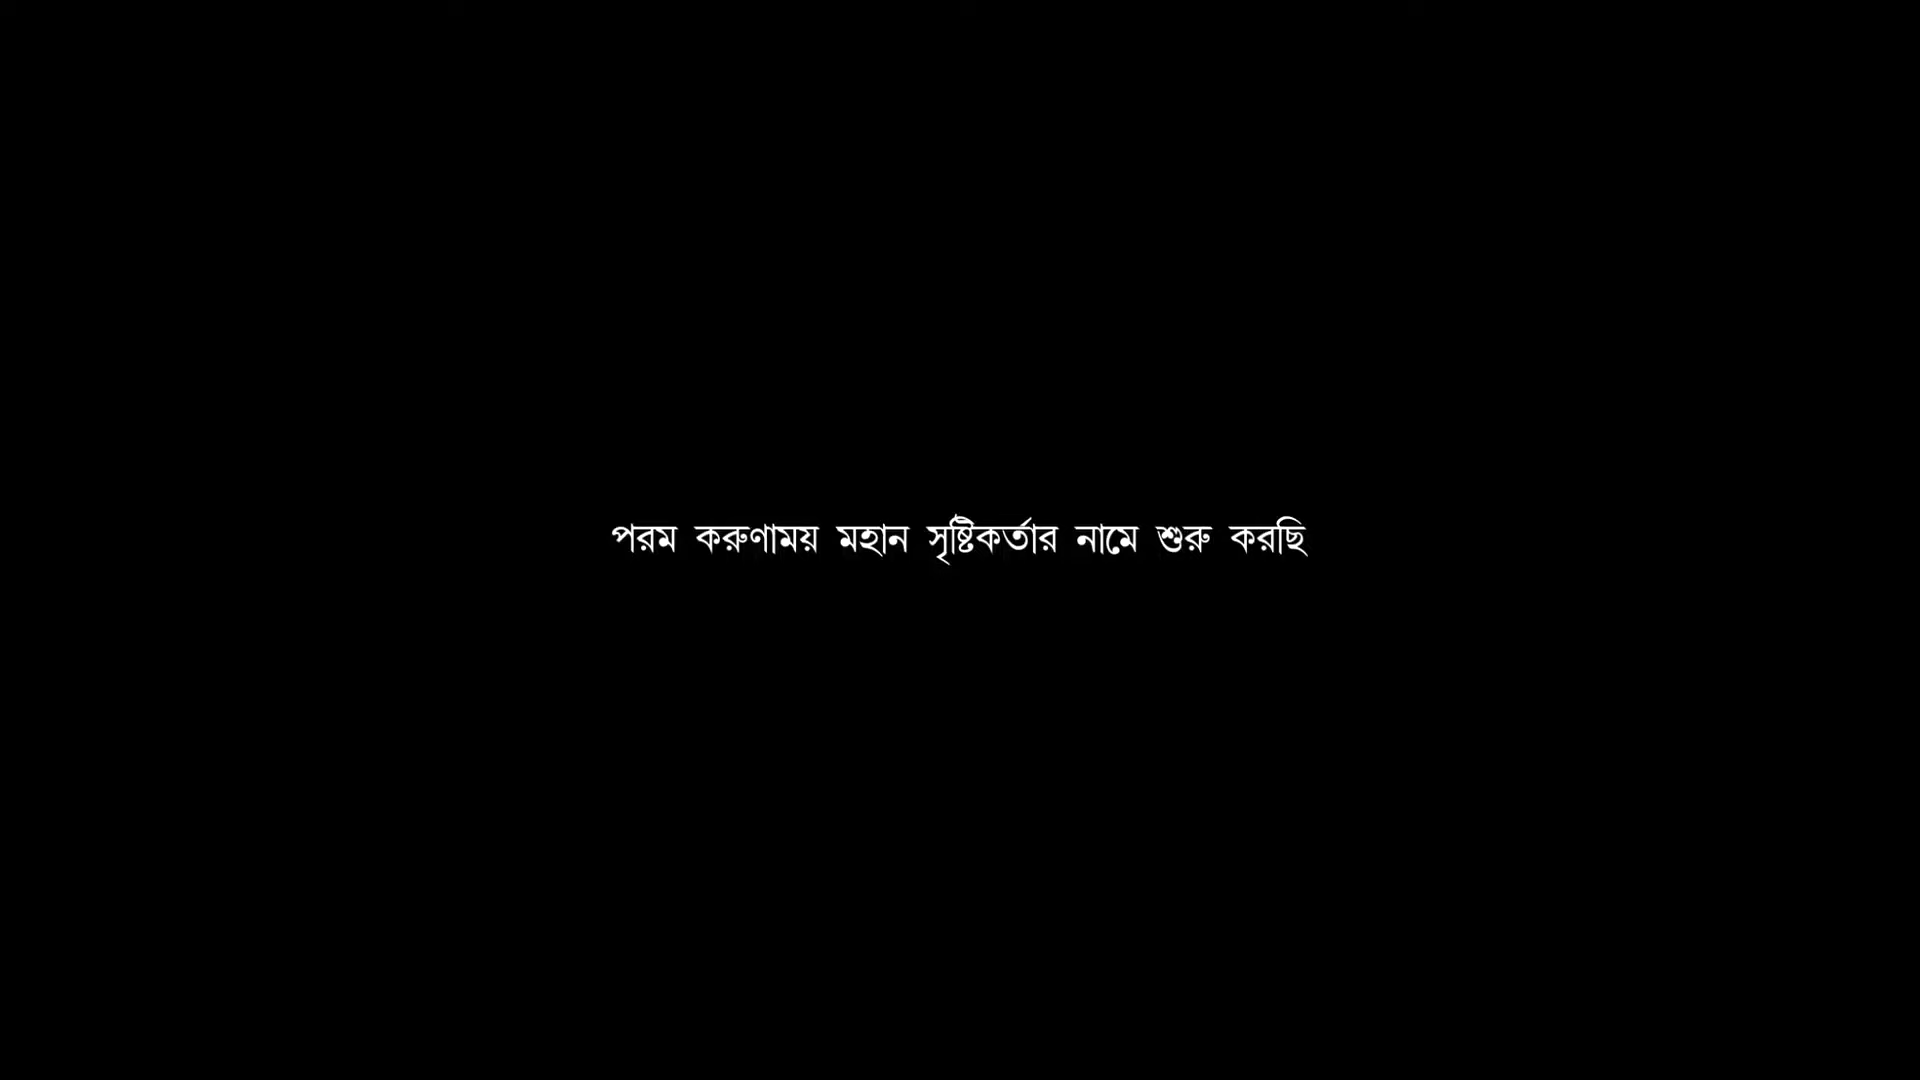 পরম করুণাময় মহান সৃষ্টিকর্তার নামে শুরু করছি